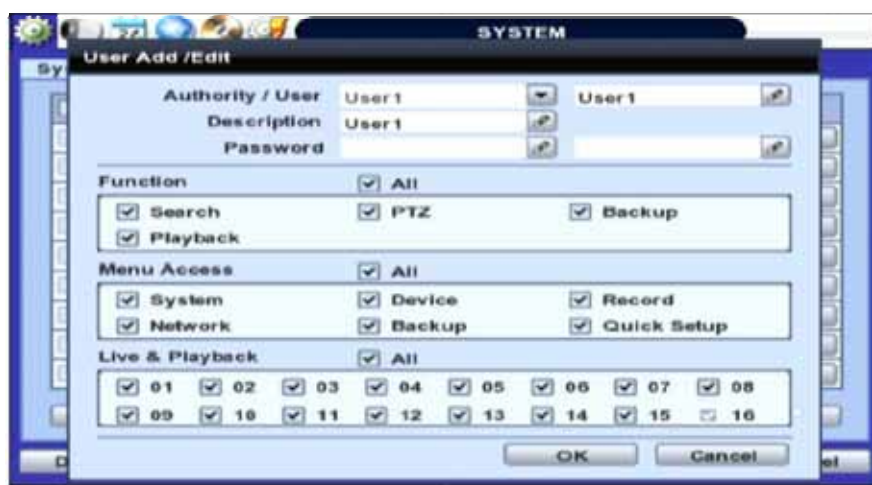 SYSTEM
User Add /Edit
Sy
Authority / User User1 User1
Description User1
Password
Function All
Search PTZ Backup
Playback
Menu Access All
System Device Record
Network Backup Quick Setup
Live & Playback All
01 02 03 04 05 06 07 08
09 10 11 12 13 14 15 16
OK Cancel
D el